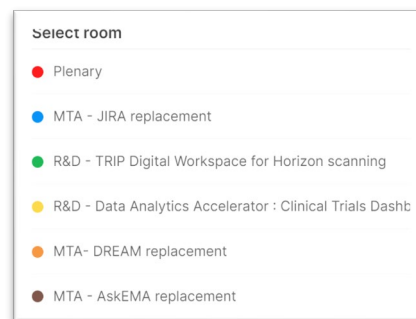 Select room
Plenary
MTA - JIRA replacement
R&D - TRIP Digital Workspace for Horizon scanning
R&D - Data Analytics Accelerator : Clinical Trials Dashb
MTA- DREAM replacement
MTA - AskEMA replacement